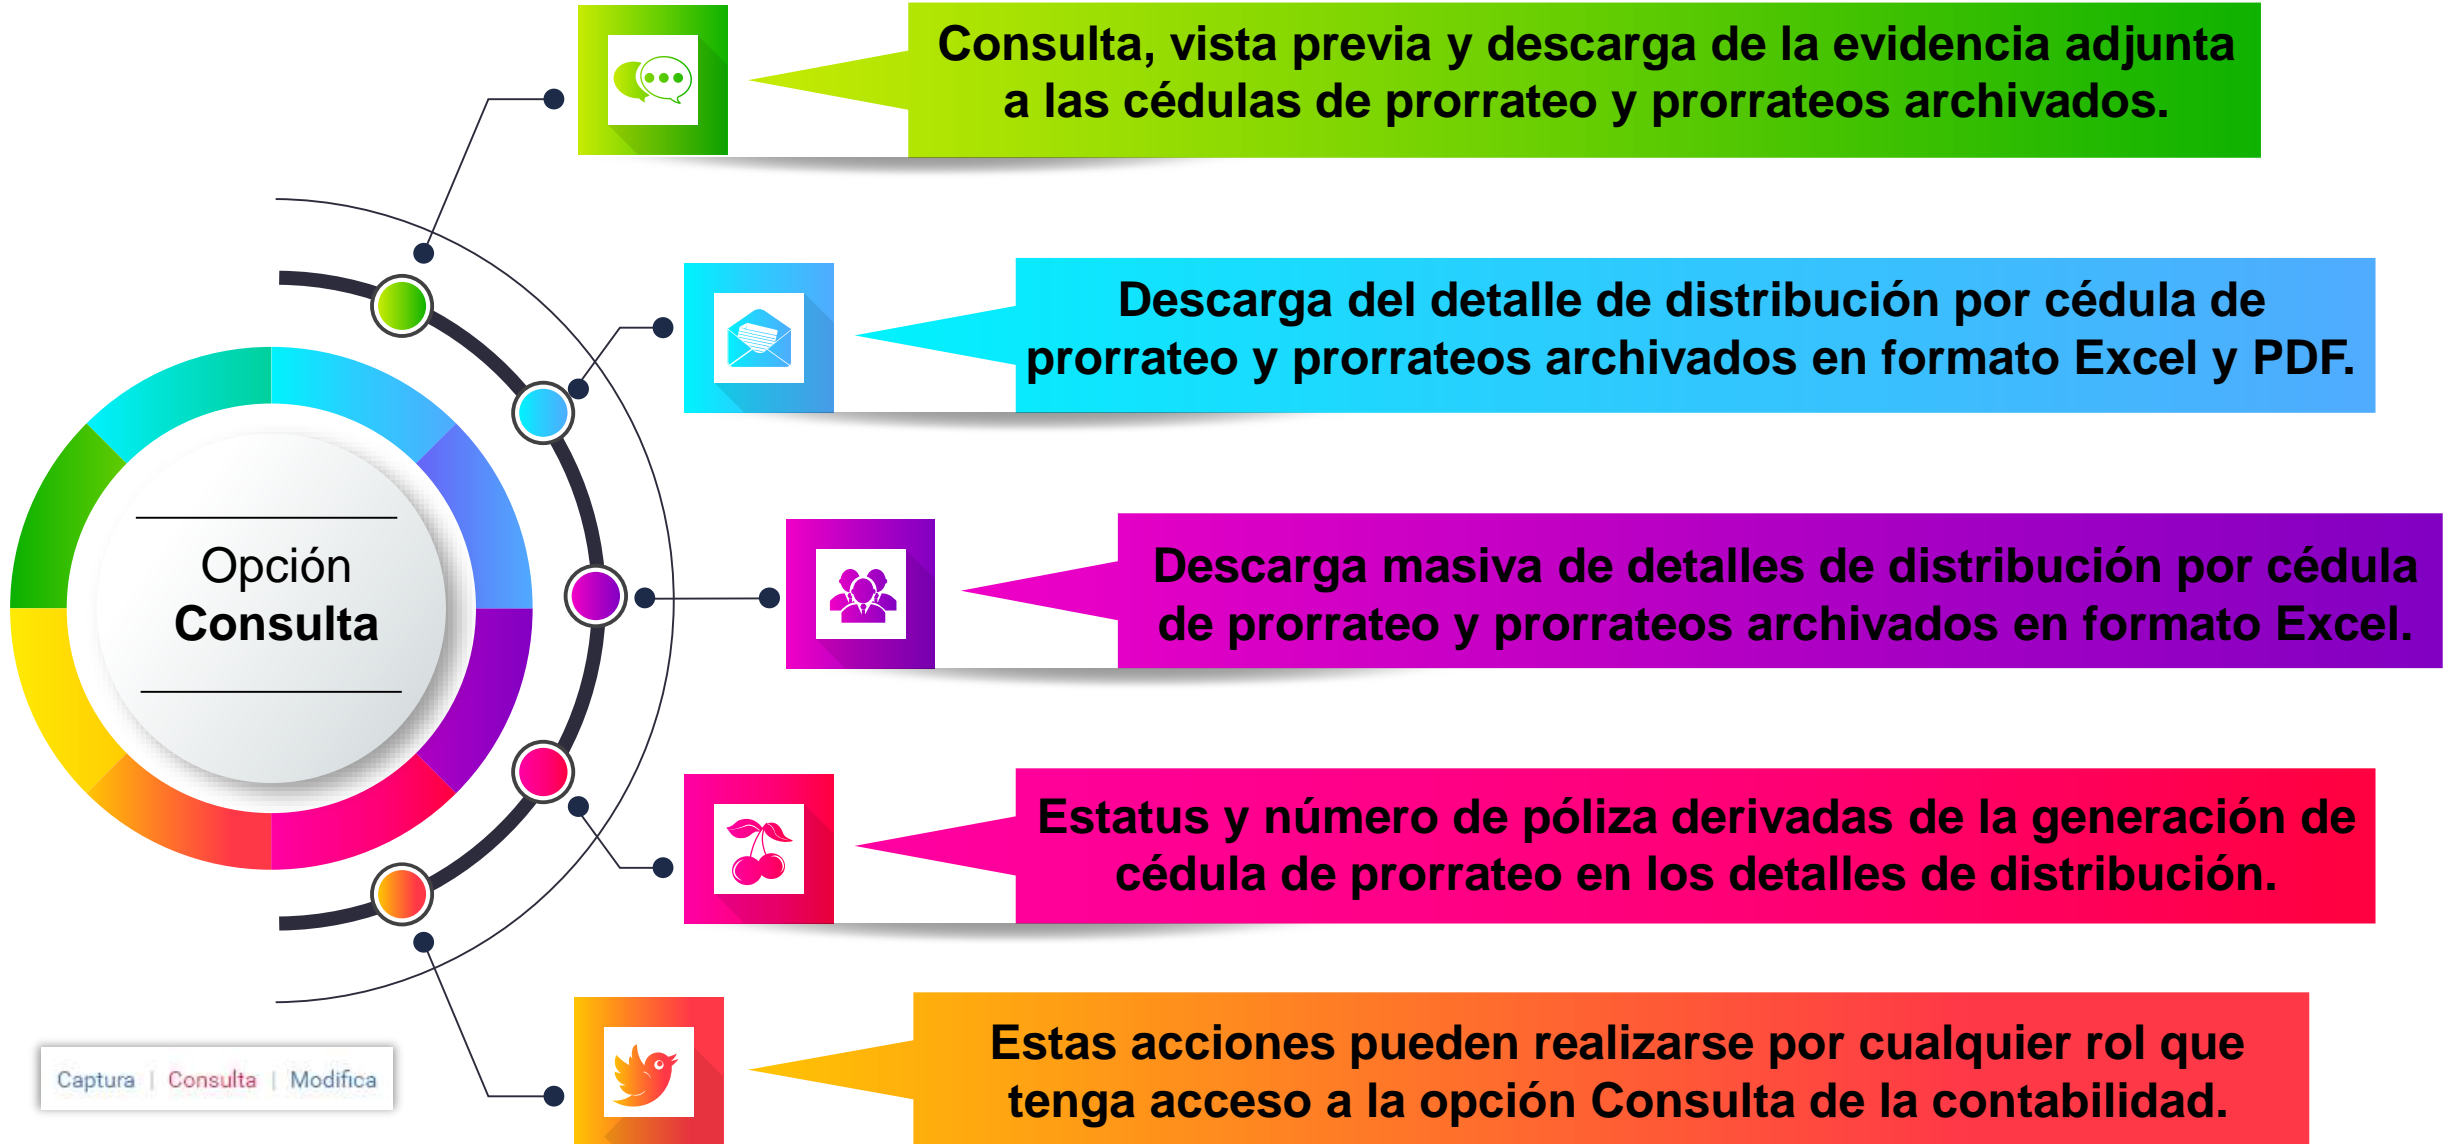 Consulta, vista previa y descarga de la evidencia adjunta
a las cédulas de prorrateo y prorrateos archivados.
Descarga del detalle de distribución por cédula de
prorrateo y prorrateos archivados en formato Excel y PDF.
Opción
Consulta
Descarga masiva de detalles de distribución por cédula
de prorrateo y prorrateos archivados en formato Excel.
Estatus y número de póliza derivadas de la generación de
cédula de prorrateo en los detalles de distribución.
Estas acciones pueden realizarse por cualquier rol que
tenga acceso a la opción Consulta de la contabilidad.
Captura | Consulta | Modifica